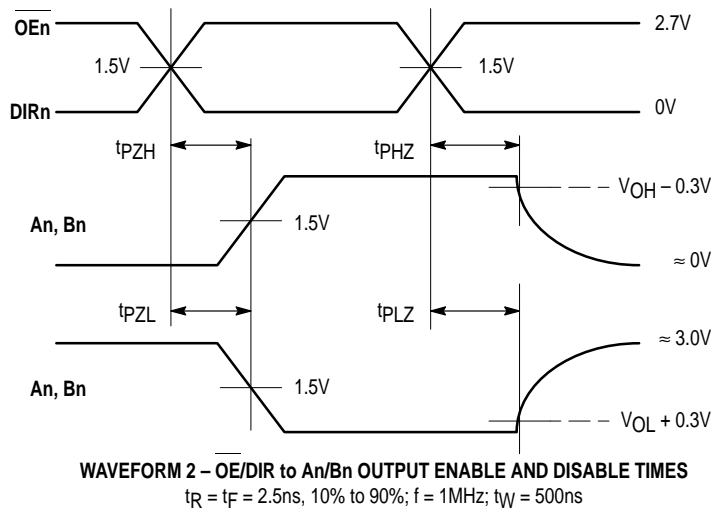 OEn
2.7V
1.5V
1.5V
DIRn
0V
tPZH
tPHZ
VOH – 0.3V
An, Bn
1.5V
≈ 0V
tPZL
tPLZ
≈ 3.0V
An, Bn
1.5V
VOL + 0.3V
WAVEFORM 2 – OE/DIR to An/Bn OUTPUT ENABLE AND DISABLE TIMES
tR = tF = 2.5ns, 10% to 90%; f = 1MHz; tW = 500ns